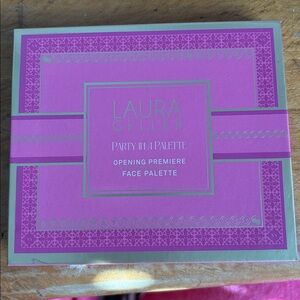 LAURA
GELLER
PARTY IN A PALETTE
OPENING PREMIERE
FACE PALETTE